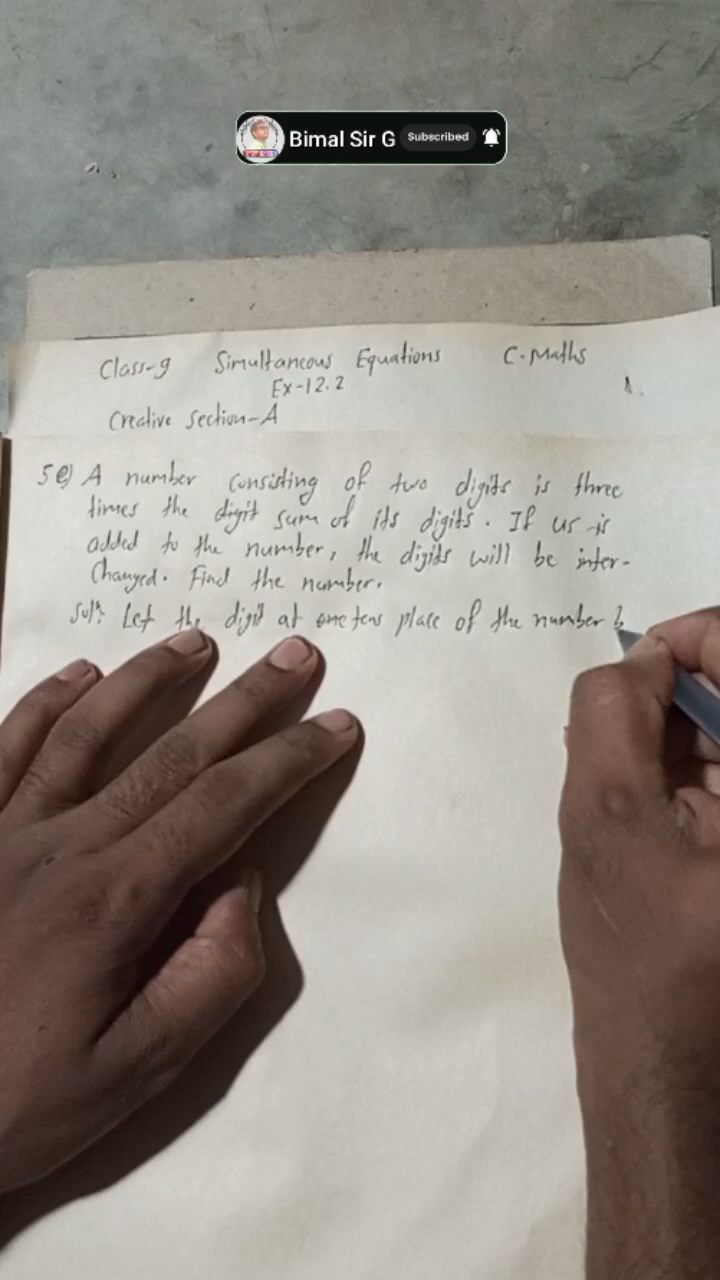 Bimal Sir G Subscribed
Class-9 Simultaneous Equations C.Maths
Ex-12.2
Creative section-A
5e) A number consisting of two digits is three
times the digit sum of its digits. If 45 is
added to the number, the digits will be inter-
changed. Find the number.
Solⁿ: Let the digit at one tens place of the number b